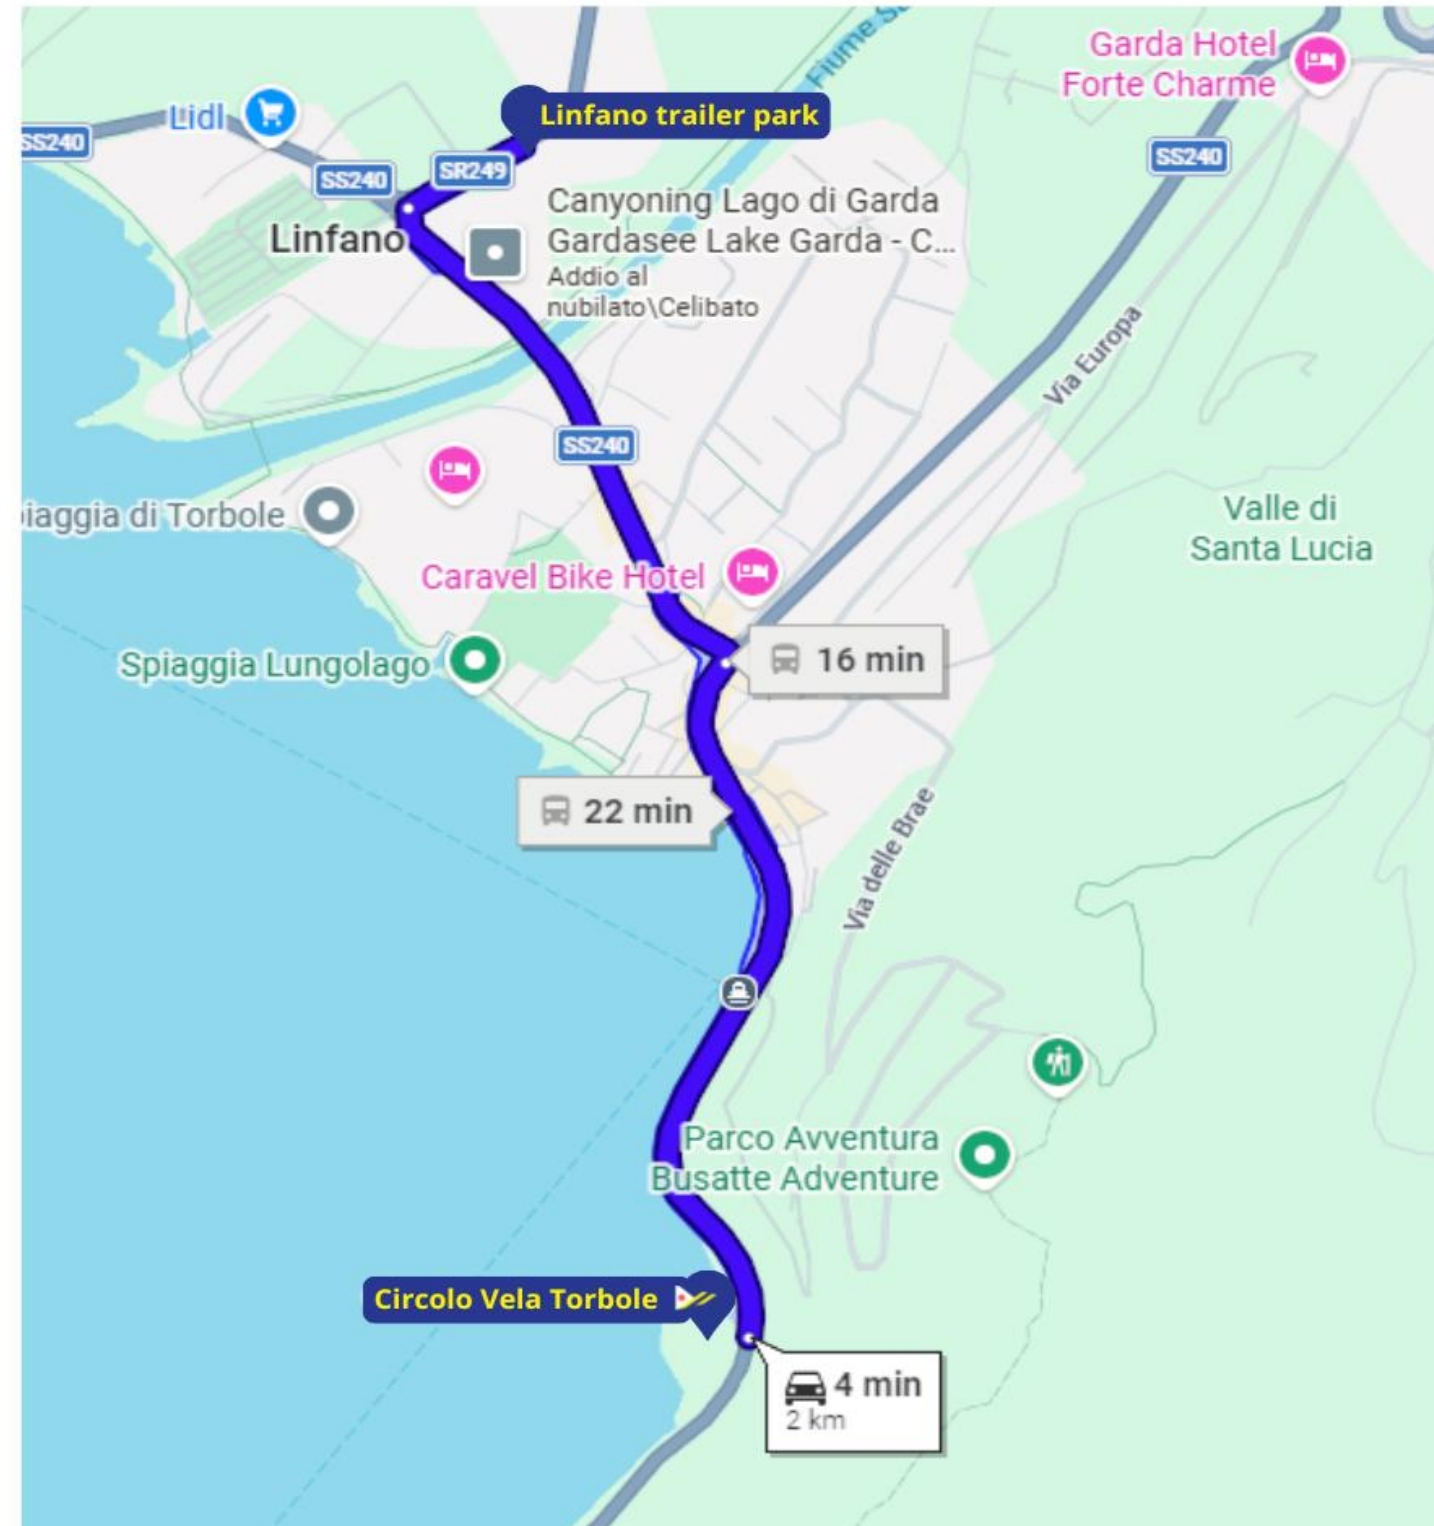 Fiume Sa
Garda Hotel
Forte Charme
Lidl
Linfano trailer park
SS240
SS240
SR249
SS240
Canyoning Lago di Garda
Gardasee Lake Garda - C...
Addio al
nubilato\Celibato
Linfano
Via Europa
SS240
iaggia di Torbole
Valle di
Santa Lucia
Caravel Bike Hotel
Spiaggia Lungolago
16 min
22 min
Via delle Brae
Parco Avventura
Busatte Adventure
Circolo Vela Torbole
4 min
2 km